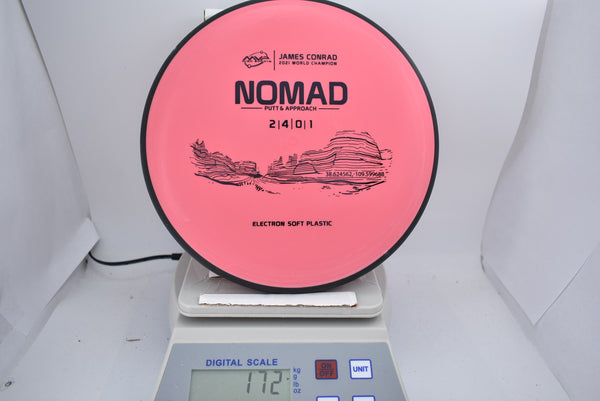 MVP
JAMES CONRAD
2021 WORLD CHAMPION
NOMAD
PUTT & APPROACH
2|4|0|1
38.624562,-109.599688
ELECTRON SOFT PLASTIC
DIGITAL SCALE
172
kg
g
lb
oz
ON
OFF
UNIT